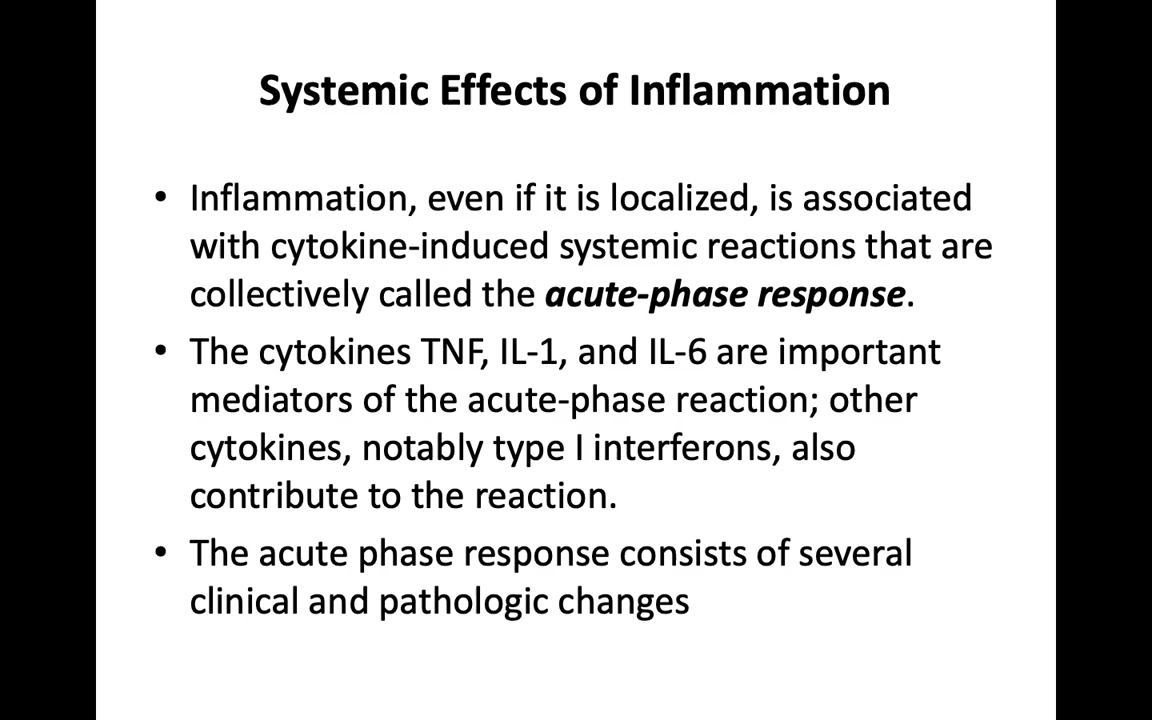 Systemic Effects of Inflammation
• Inflammation, even if it is localized, is associated
with cytokine-induced systemic reactions that are
collectively called the acute-phase response.
• The cytokines TNF, IL-1, and IL-6 are important
mediators of the acute-phase reaction; other
cytokines, notably type I interferons, also
contribute to the reaction.
• The acute phase response consists of several
clinical and pathologic changes